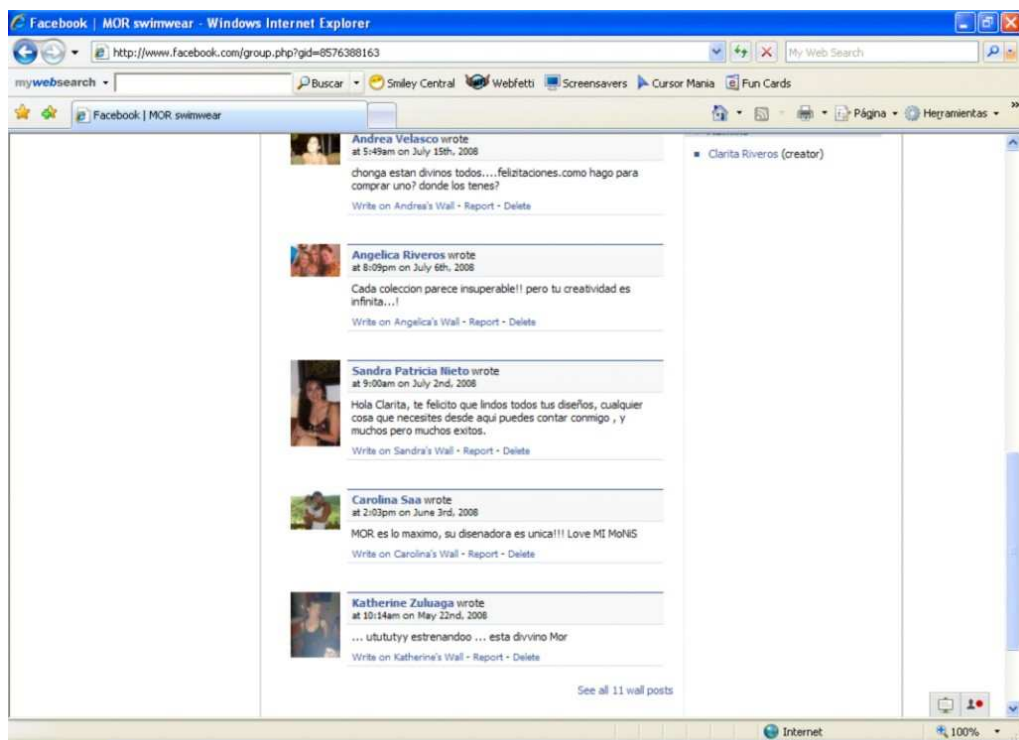 Facebook | MOR swimwear - Windows Internet Explorer
http://www.facebook.com/group.php?gid=8576388163
My Web Search
mywebsearch
Buscar
Smiley Central
Webfetti
Screensavers
Cursor Mania
Fun Cards
Facebook | MOR swimwear
Página
Herramientas
Andrea Velasco wrote
at 5:49am on July 15th, 2008
chonga estan divinos todos....felizitaciones.como hago para
comprar uno? donde los tenes?
Write on Andrea's Wall - Report - Delete
Clarita Riveros (creator)
Angelica Riveros wrote
at 8:09pm on July 6th, 2008
Cada coleccion parece insuperable!! pero tu creatividad es
infinita...!
Write on Angelica's Wall - Report - Delete
Sandra Patricia Nieto wrote
at 9:00am on July 2nd, 2008
Hola Clarita, te felicito que lindos todos tus diseños, cualquier
cosa que necesites desde aqui puedes contar conmigo , y
muchos pero muchos exitos.
Write on Sandra's Wall - Report - Delete
Carolina Saa wrote
at 2:03pm on June 3rd, 2008
MOR es lo maximo, su disenadora es unica!!! Love MI MoNiS
Write on Carolina's Wall - Report - Delete
Katherine Zuluaga wrote
at 10:14am on May 22nd, 2008
... utututyy estrenandoo ... esta divvino Mor
Write on Katherine's Wall - Report - Delete
See all 11 wall posts
Internet
100%